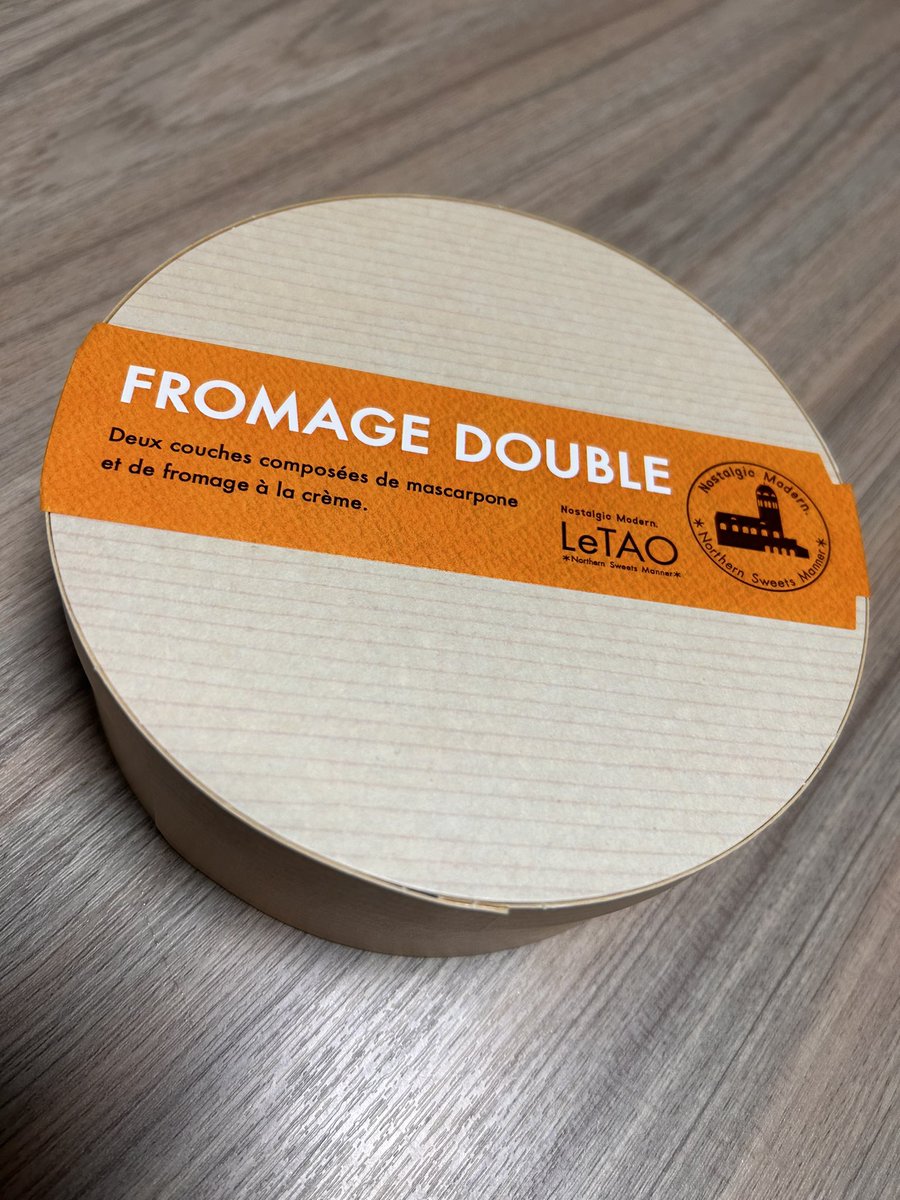 FROMAGE DOUBLE
Deux couches composées de mascarpone
et de fromage à la crème.
Nostalgic Modern.
LeTAO
*Northern Sweets Manner*
Nostalgic Modern.
*Northern Sweets Manner*